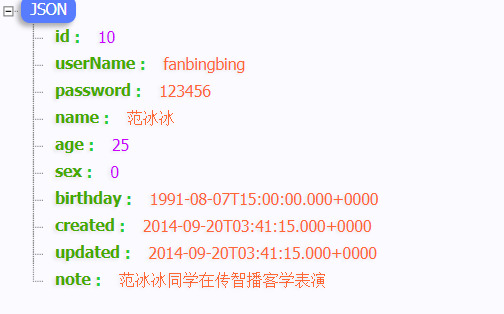 JSON
id : 10
userName : fanbingbing
password : 123456
name : 范冰冰
age : 25
sex : 0
birthday : 1991-08-07T15:00:00.000+0000
created : 2014-09-20T03:41:15.000+0000
updated : 2014-09-20T03:41:15.000+0000
note : 范冰冰同学在传智播客学表演